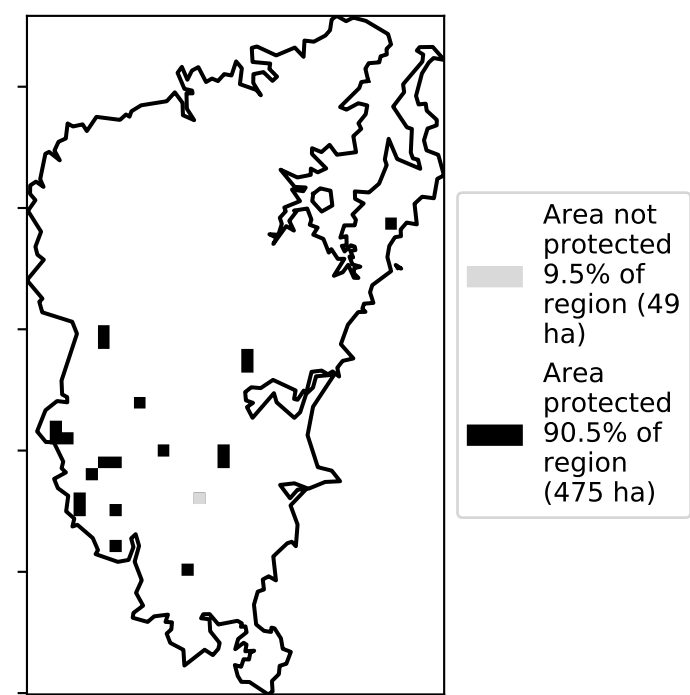 Area not
protected
9.5% of
region (49
ha)
Area
protected
90.5% of
region
(475 ha)